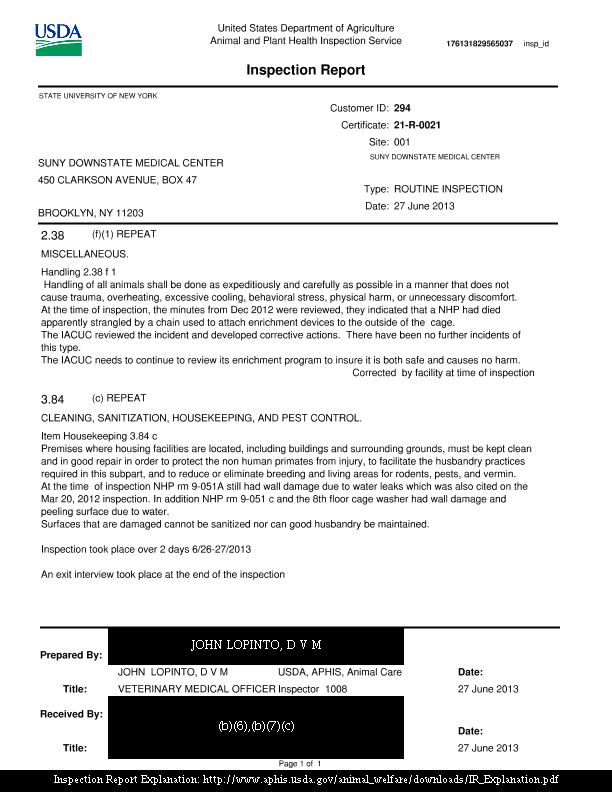 USDA
United States Department of Agriculture
Animal and Plant Health Inspection Service
176131829565037 insp_id
Inspection Report
STATE UNIVERSITY OF NEW YORK
Customer ID: 294
Certificate: 21-R-0021
Site: 001
SUNY DOWNSTATE MEDICAL CENTER
SUNY DOWNSTATE MEDICAL CENTER
450 CLARKSON AVENUE, BOX 47
Type: ROUTINE INSPECTION
Date: 27 June 2013
BROOKLYN, NY 11203
2.38 (f)(1) REPEAT
MISCELLANEOUS.
Handling 2.38 f 1
Handling of all animals shall be done as expeditiously and carefully as possible in a manner that does not
cause trauma, overheating, excessive cooling, behavioral stress, physical harm, or unnecessary discomfort.
At the time of inspection, the minutes from Dec 2012 were reviewed, they indicated that a NHP had died
apparently strangled by a chain used to attach enrichment devices to the outside of the cage.
The IACUC reviewed the incident and developed corrective actions. There have been no further incidents of
this type.
The IACUC needs to continue to review its enrichment program to insure it is both safe and causes no harm.
Corrected by facility at time of inspection
3.84 (c) REPEAT
CLEANING, SANITIZATION, HOUSEKEEPING, AND PEST CONTROL.
Item Housekeeping 3.84 c
Premises where housing facilities are located, including buildings and surrounding grounds, must be kept clean
and in good repair in order to protect the non human primates from injury, to facilitate the husbandry practices
required in this subpart, and to reduce or eliminate breeding and living areas for rodents, pests, and vermin.
At the time of inspection NHP rm 9-051A still had wall damage due to water leaks which was also cited on the
Mar 20, 2012 inspection. In addition NHP rm 9-051 c and the 8th floor cage washer had wall damage and
peeling surface due to water.
Surfaces that are damaged cannot be sanitized nor can good husbandry be maintained.
Inspection took place over 2 days 6/26-27/2013
An exit interview took place at the end of the inspection
JOHN LOPINTO, D V M
Prepared By:
JOHN LOPINTO, D V M USDA, APHIS, Animal Care Date:
Title: VETERINARY MEDICAL OFFICER Inspector 1008 27 June 2013
Received By:
(b)(6),(b)(7)(c)
Date:
Title: 27 June 2013
Page 1 of 1
Inspection Report Explanation: http://www.aphis.usda.gov/animal_welfare/downloads/IR_Explanation.pdf